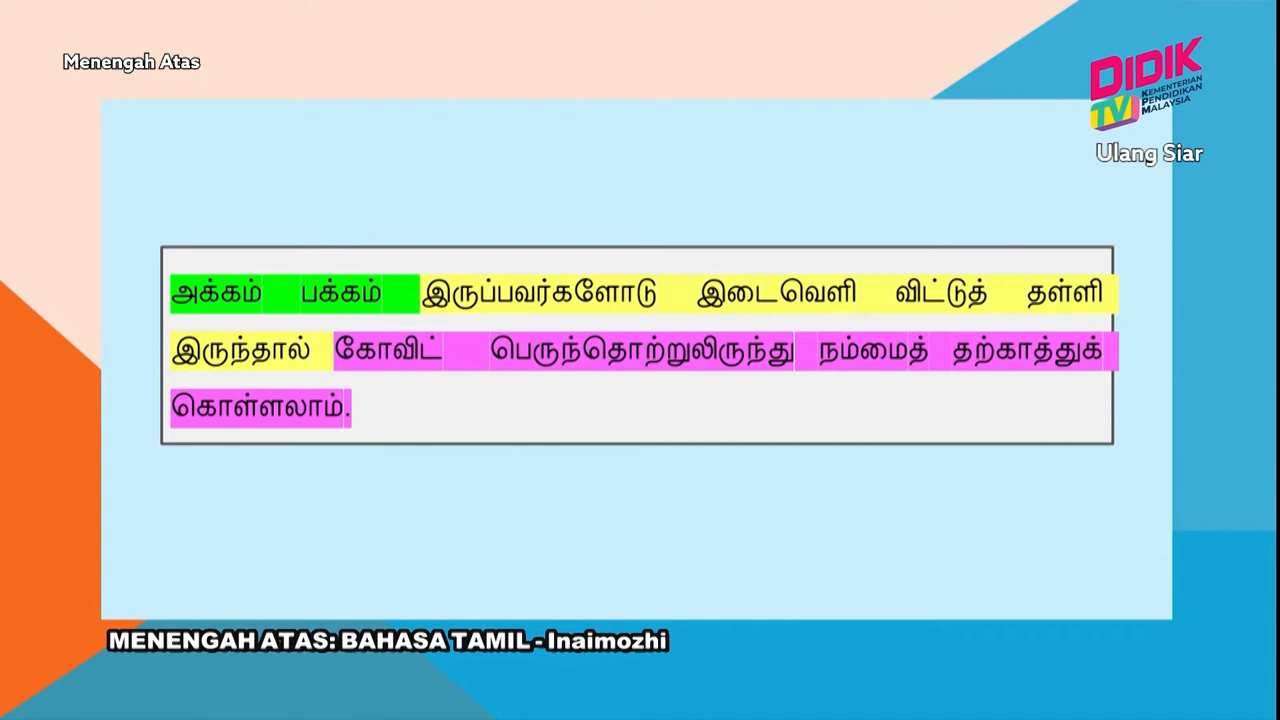 Menengah Atas
DIDIK
TV
KEMENTERIAN
PENDIDIKAN
MALAYSIA
Ulang Siar
அக்கம் பக்கம் இருப்பவர்களோடு இடைவெளி விட்டுத் தள்ளி
இருந்தால் கோவிட் பெருந்தொற்றுலிருந்து நம்மைத் தற்காத்துக்
கொள்ளலாம்.
MENENGAH ATAS: BAHASA TAMIL - Inaimozhi